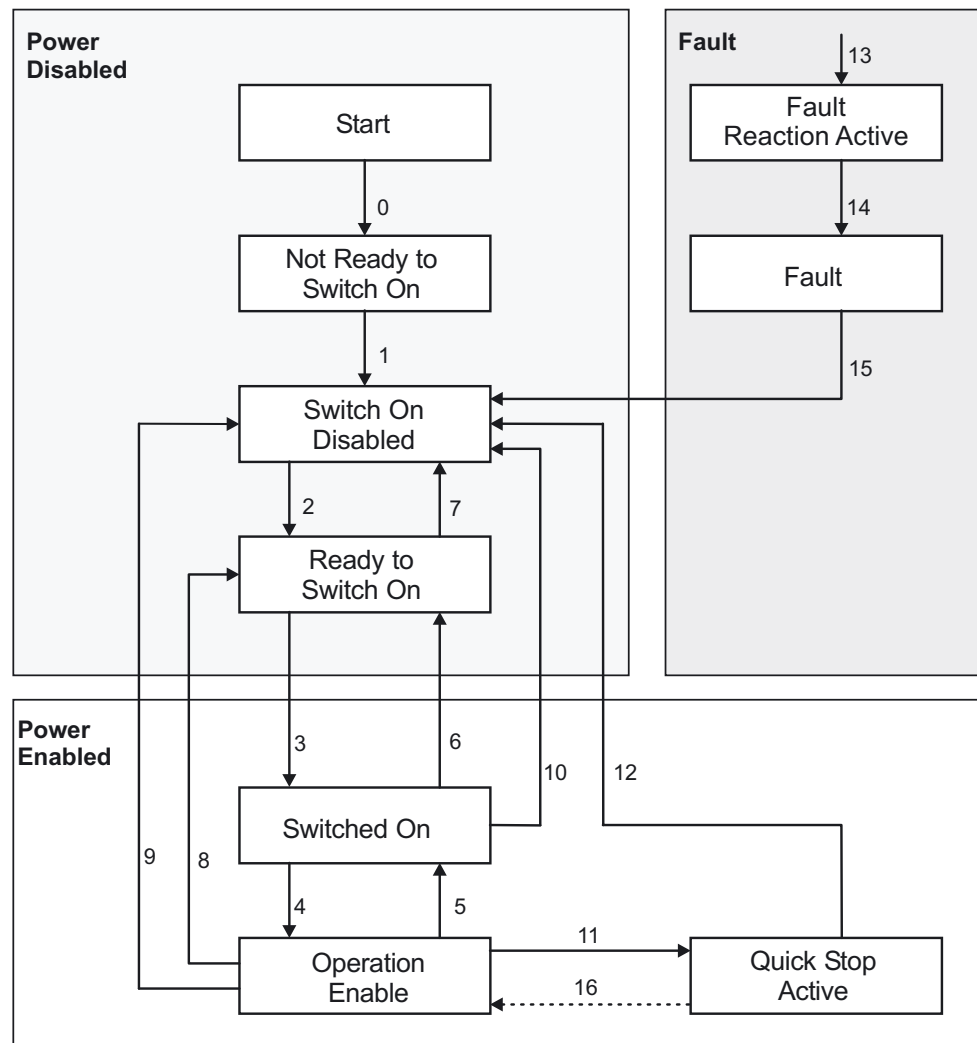 Power
Disabled
Start
0
Not Ready to
Switch On
1
Switch On
Disabled
2
7
Ready to
Switch On
Fault
13
Fault
Reaction Active
14
Fault
15
Power
Enabled
3
6
10
12
Switched On
9
8
4
5
Operation
Enable
11
16
Quick Stop
Active